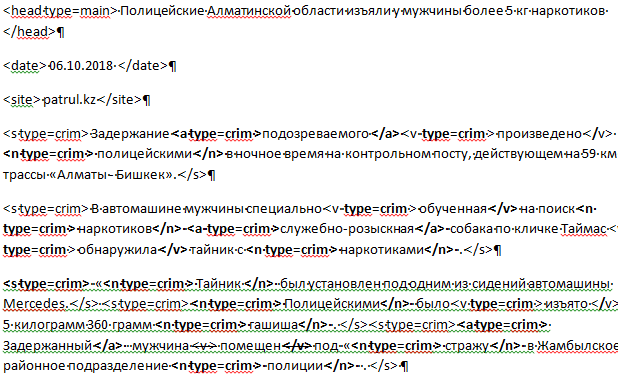 <head type=main> Полицейские Алматинской области изъяли у мужчины более 5 кг наркотиков
</head>¶
<date> 06.10.2018 </date>¶
<site> patrul.kz</site>¶
<s type=crim>Задержание<a type=crim>подозреваемого</a><v- type=crim> произведено</v>
<n type=crim> полицейскими</n> в ночное время на контрольном посту, действующем на 59 км
трассы «Алматы - Бишкек».</s>¶
<s type=crim> В автомашине мужчины специально<v- type=crim> обученная</v> на поиск<n
type=crim> наркотиков</n> <a-type=crim>служебно-розыскная</a> собака по кличке Таймас<
type=crim> обнаружила</v> тайник с <n type=crim> наркотиками</n> .</s>¶
<s type=crim> «<n type=crim> Тайник </n> был установлен под одним из сидений автомашины
Mercedes.</s> <s type=crim><n type=crim> Полицейскими</n> было<v type=crim> изъято </v
5 килограмм 360 грамм <n type=crim> гашиша</n> .</s><s type=crim><a type=crim>
Задержанный</a> мужчина <v> помещен</v> под «<n type=crim> стражу</n> в Жамбылское
районное подразделение <n type=crim> полиции</n> .</s>¶